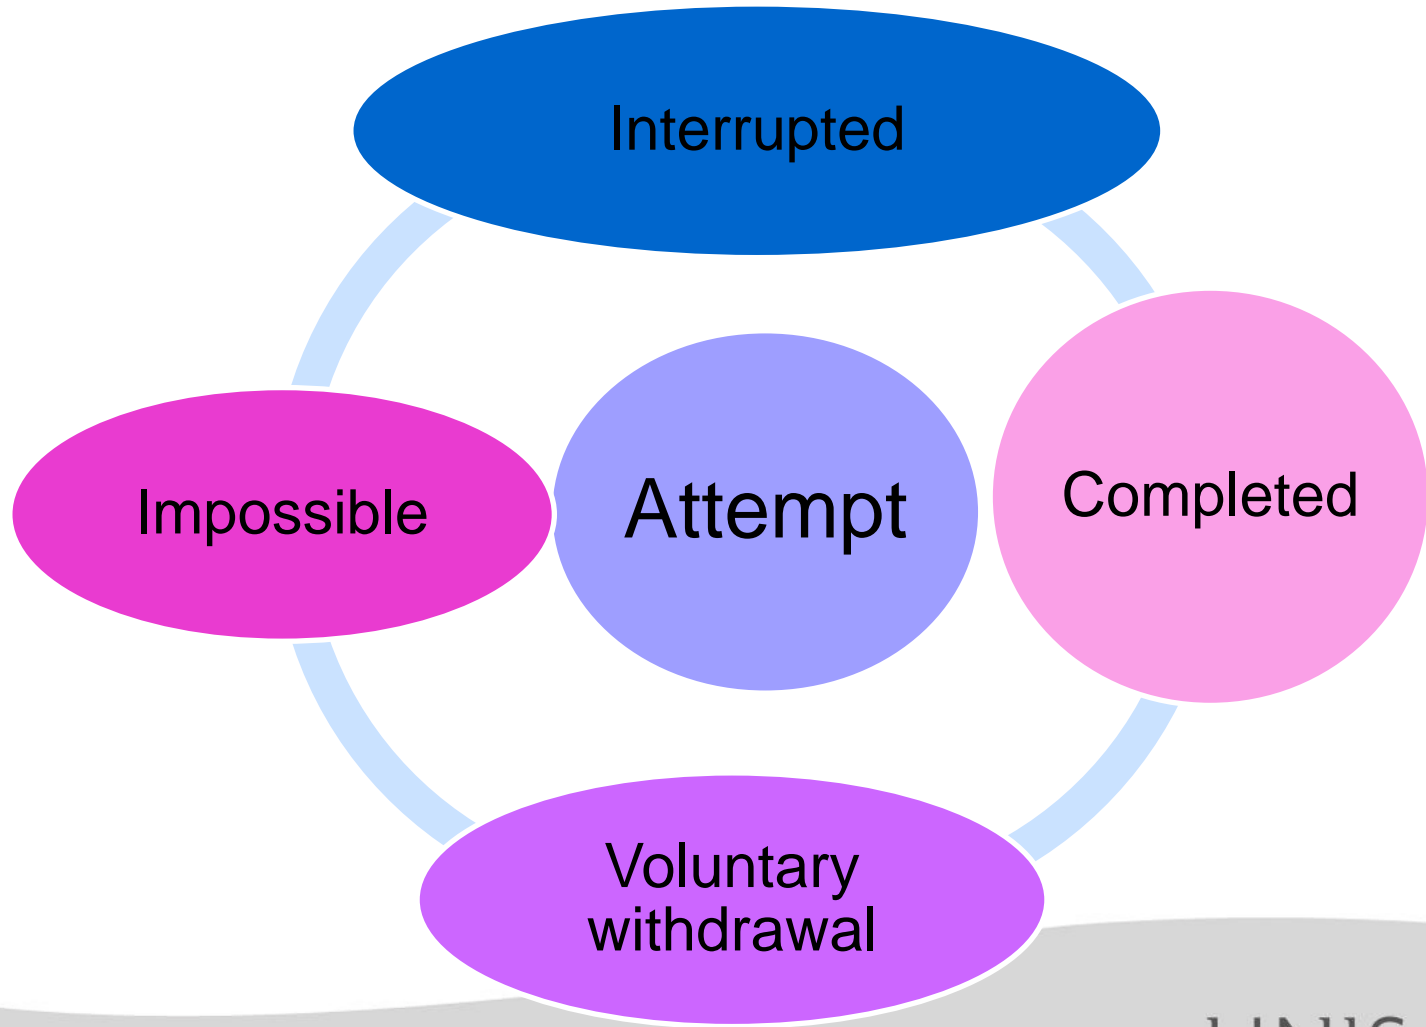 Interrupted
Impossible
Attempt
Completed
Voluntary
withdrawal